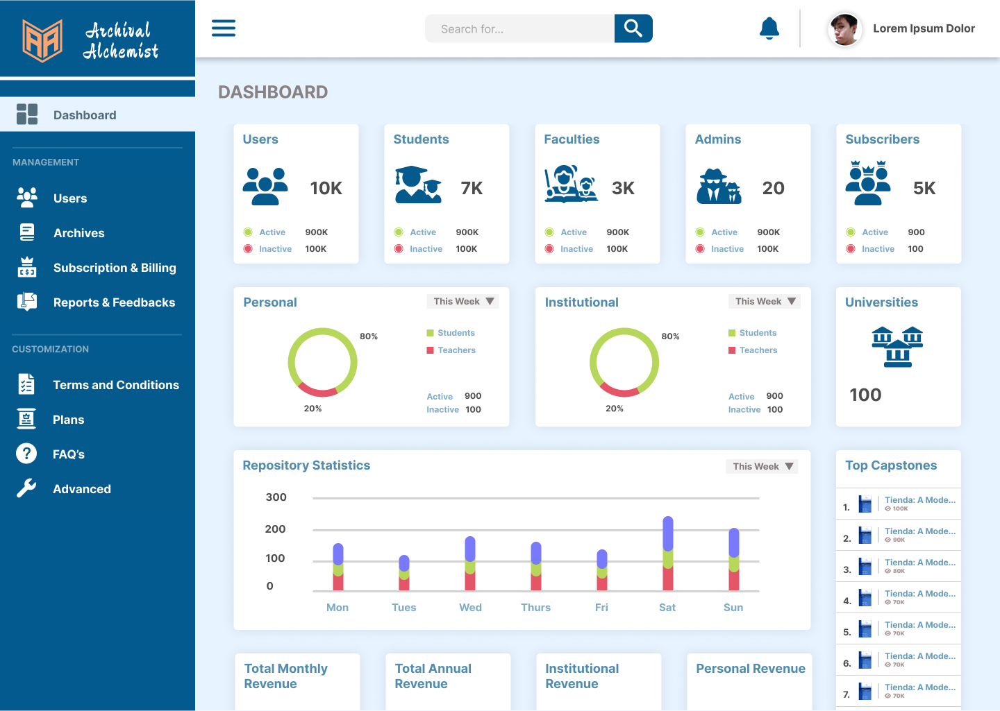 Archival
Alchemist
Search for...
Lorem Ipsum Dolor
Dashboard
MANAGEMENT
Users
Archives
Subscription & Billing
Reports & Feedbacks
CUSTOMIZATION
Terms and Conditions
Plans
FAQ's
Advanced
DASHBOARD
Users
10K
Active 900K
Inactive 100K
Students
7K
Active 900K
Inactive 100K
Faculties
3K
Active 900K
Inactive 100K
Admins
20
Active 900K
Inactive 100K
Subscribers
5K
Active 900
Inactive 100
Personal
This Week ▼
80%
20%
Students
Teachers
Active 900
Inactive 100
Institutional
This Week ▼
80%
20%
Students
Teachers
Active 900
Inactive 100
Universities
100
Repository Statistics
This Week ▼
300
200
100
0
Mon Tues Wed Thurs Fri Sat Sun
Top Capstones
1. Tienda: A Mode...
100K
2. Tienda: A Mode...
90K
3. Tienda: A Mode...
80K
4. Tienda: A Mode...
70K
5. Tienda: A Mode...
70K
6. Tienda: A Mode...
70K
7. Tienda: A Mode...
70K
Total Monthly
Revenue
Total Annual
Revenue
Institutional
Revenue
Personal Revenue